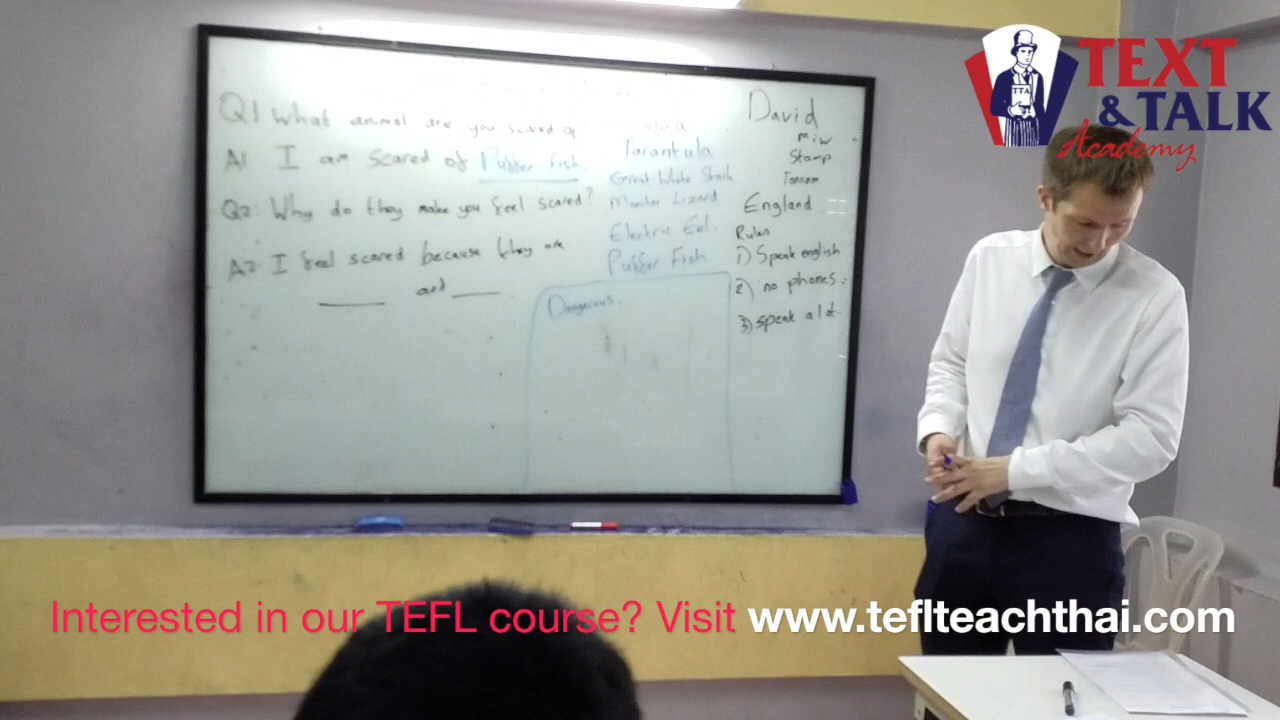 Q1 What animal are you scared of
A1 I am scared of Puffer fish
Q2: Why do they make you feel scared?
A2 I feel scared because they are
and
Cobra
Tarantula
Great White Shark
Monitor Lizard
Electric Eel.
Puffer Fish
Dangerous.
David
Miw
Stamp
England
Rules
1) Speak english
2) no phones.
3) Speak a lot.
TEXT
& TALK
Academy
TTA
Interested in our TEFL course? Visit www.teflteachthai.com